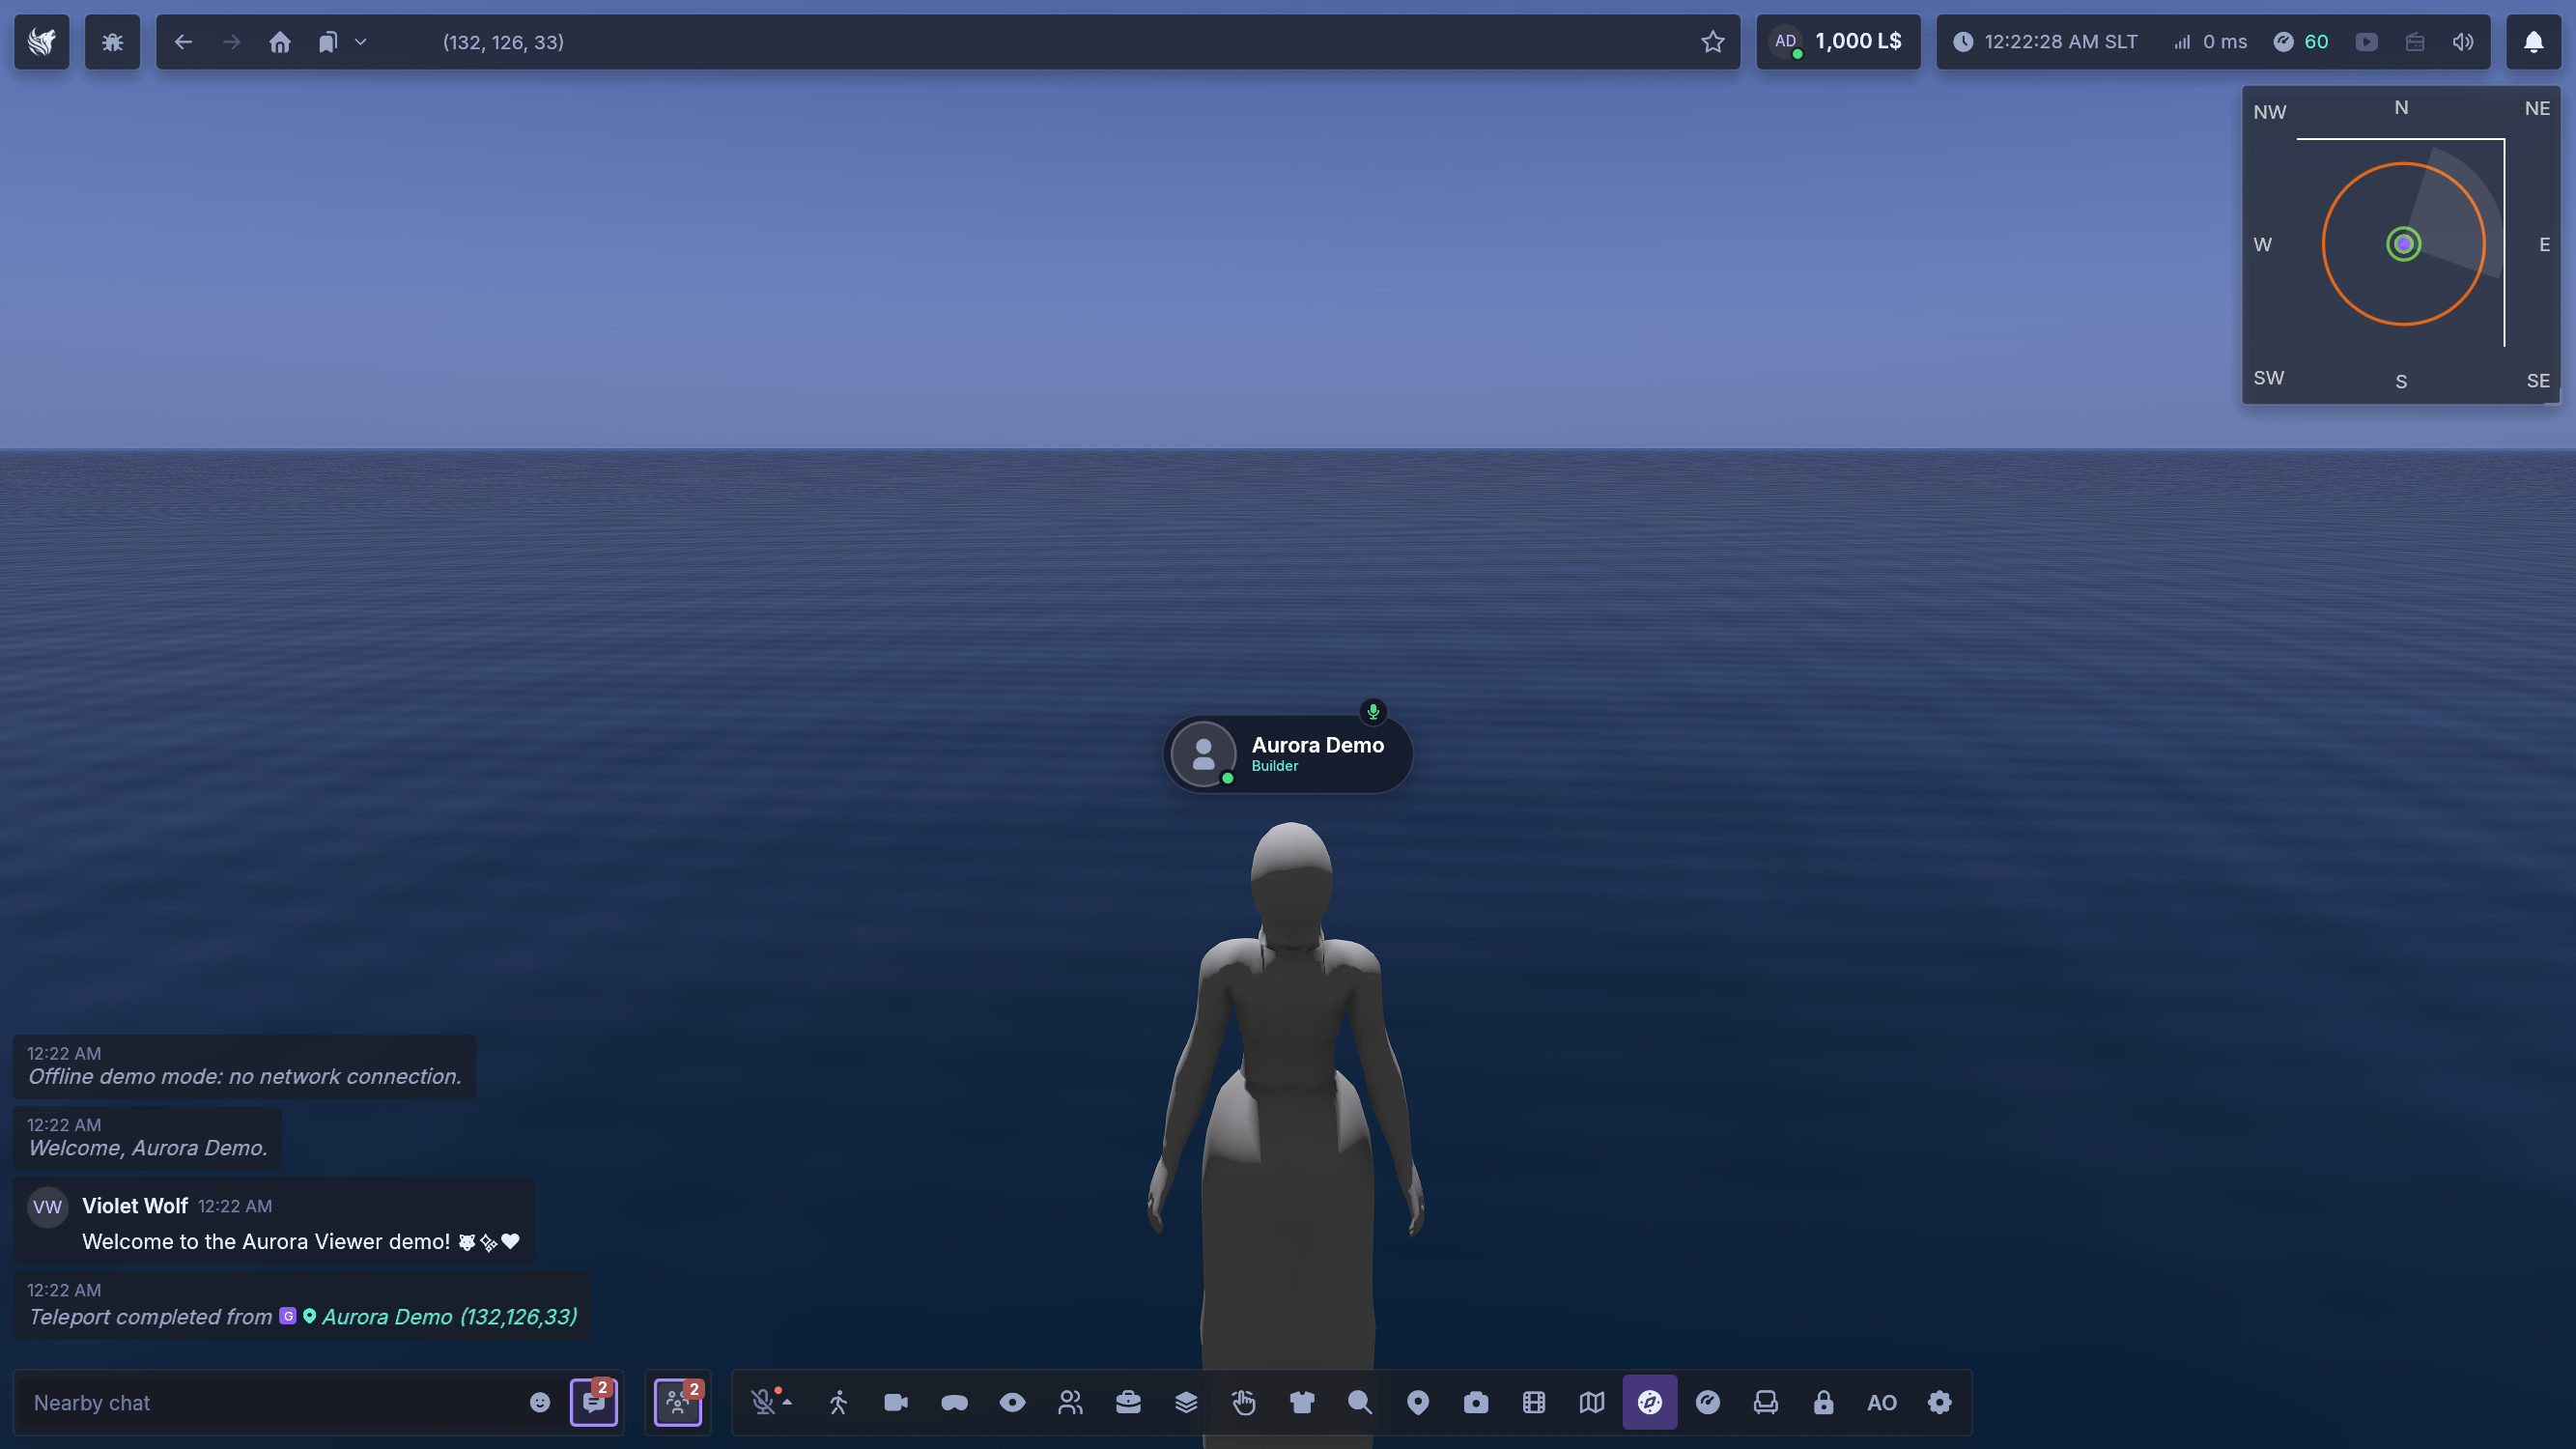 (132, 126, 33)
AD 1,000 L$
12:22:28 AM SLT 0 ms 60
NW N NE
W E
SW S SE
Aurora Demo
Builder
12:22 AM
Offline demo mode: no network connection.
12:22 AM
Welcome, Aurora Demo.
VW Violet Wolf 12:22 AM
Welcome to the Aurora Viewer demo!
12:22 AM
Teleport completed from G Aurora Demo (132,126,33)
Nearby chat 2 2 AO